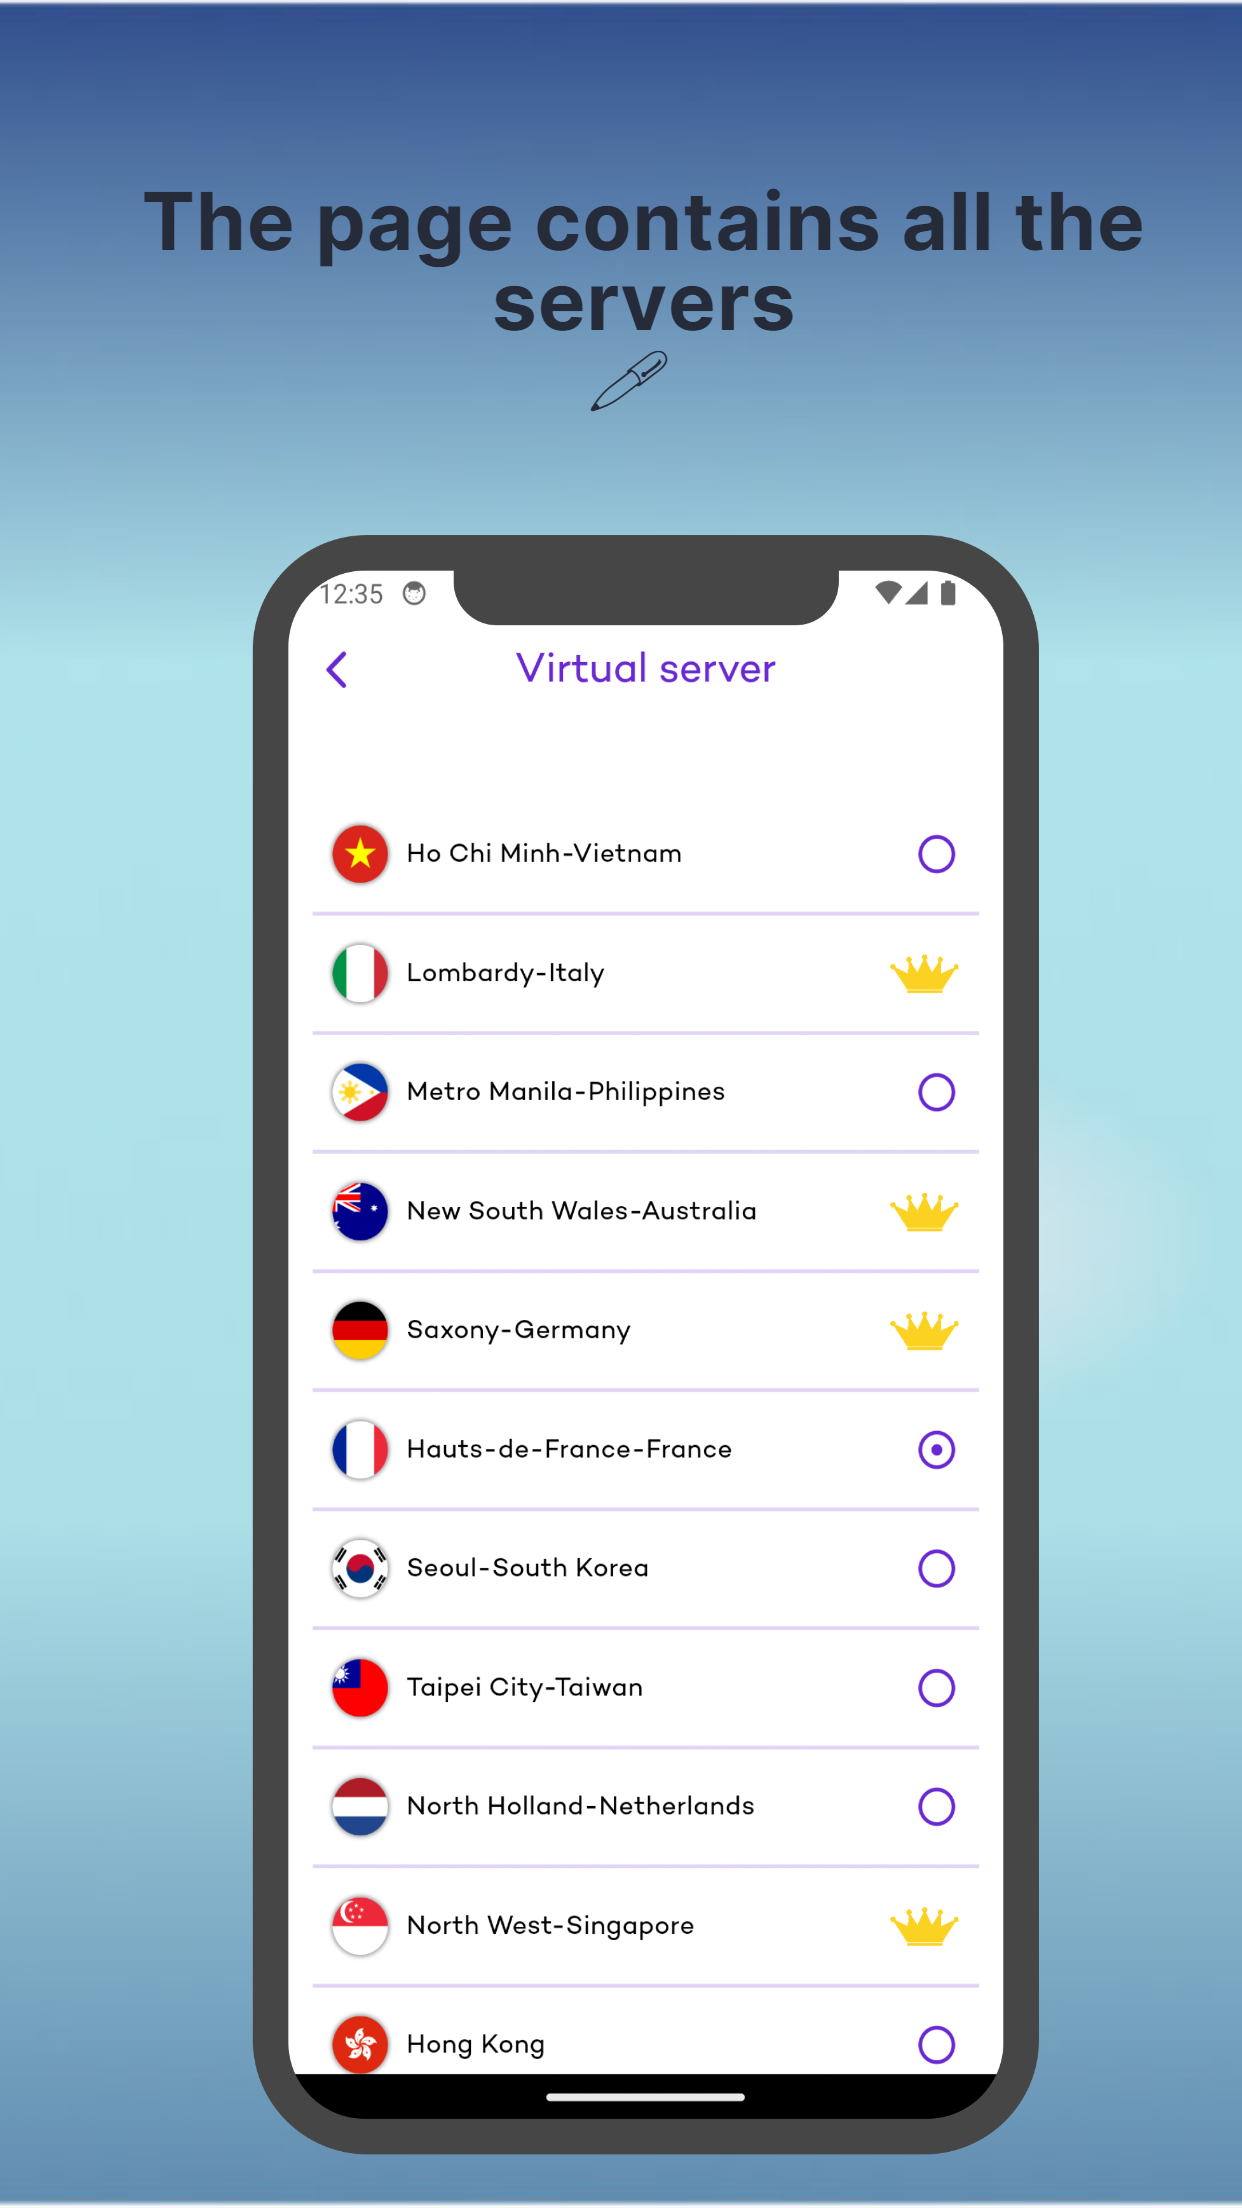 The page contains all the
servers
12:35
Virtual server
Ho Chi Minh-Vietnam
Lombardy-Italy
Metro Manila-Philippines
New South Wales-Australia
Saxony-Germany
Hauts-de-France-France
Seoul-South Korea
Taipei City-Taiwan
North Holland-Netherlands
North West-Singapore
Hong Kong